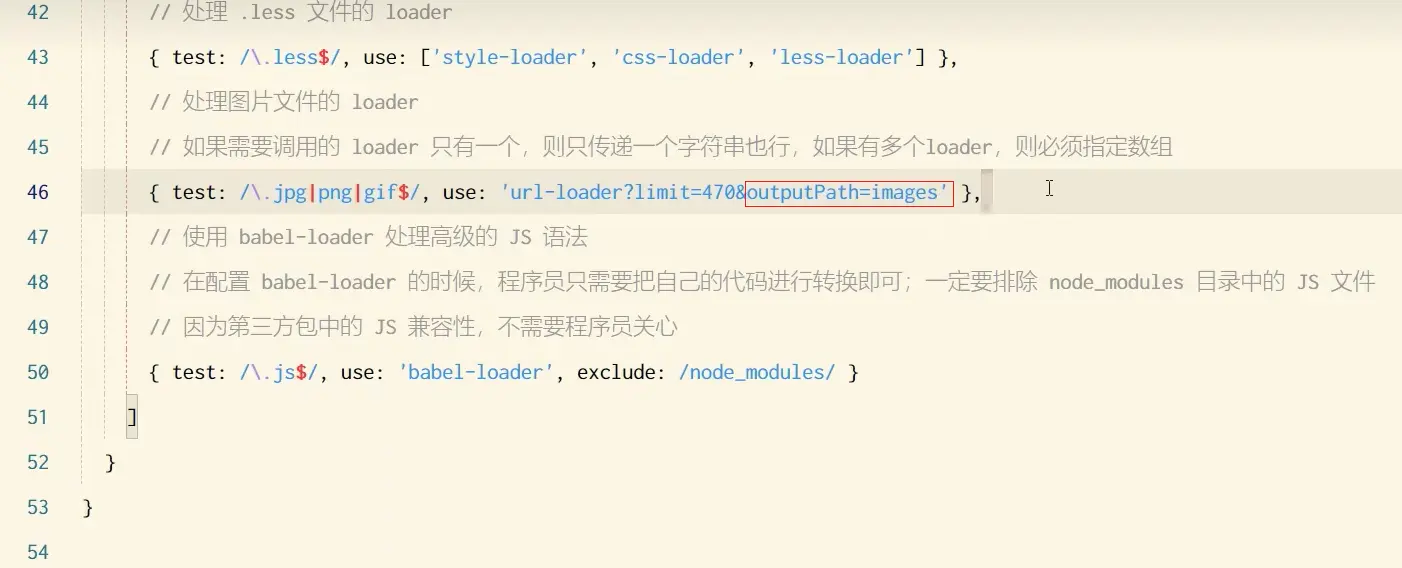 42 // 处理 .less 文件的 loader
43 { test: /\.less$/, use: ['style-loader', 'css-loader', 'less-loader'] },
44 // 处理图片文件的 loader
45 // 如果需要调用的 loader 只有一个，则只传递一个字符串也行，如果有多个loader，则必须指定数组
46 { test: /\.jpg|png|gif$/, use: 'url-loader?limit=470&outputPath=images' },
47 // 使用 babel-loader 处理高级的 JS 语法
48 // 在配置 babel-loader 的时候，程序员只需要把自己的代码进行转换即可；一定要排除 node_modules 目录中的 JS 文件
49 // 因为第三方包中的 JS 兼容性，不需要程序员关心
50 { test: /\.js$/, use: 'babel-loader', exclude: /node_modules/ }
51 ]
52 }
53 }
54